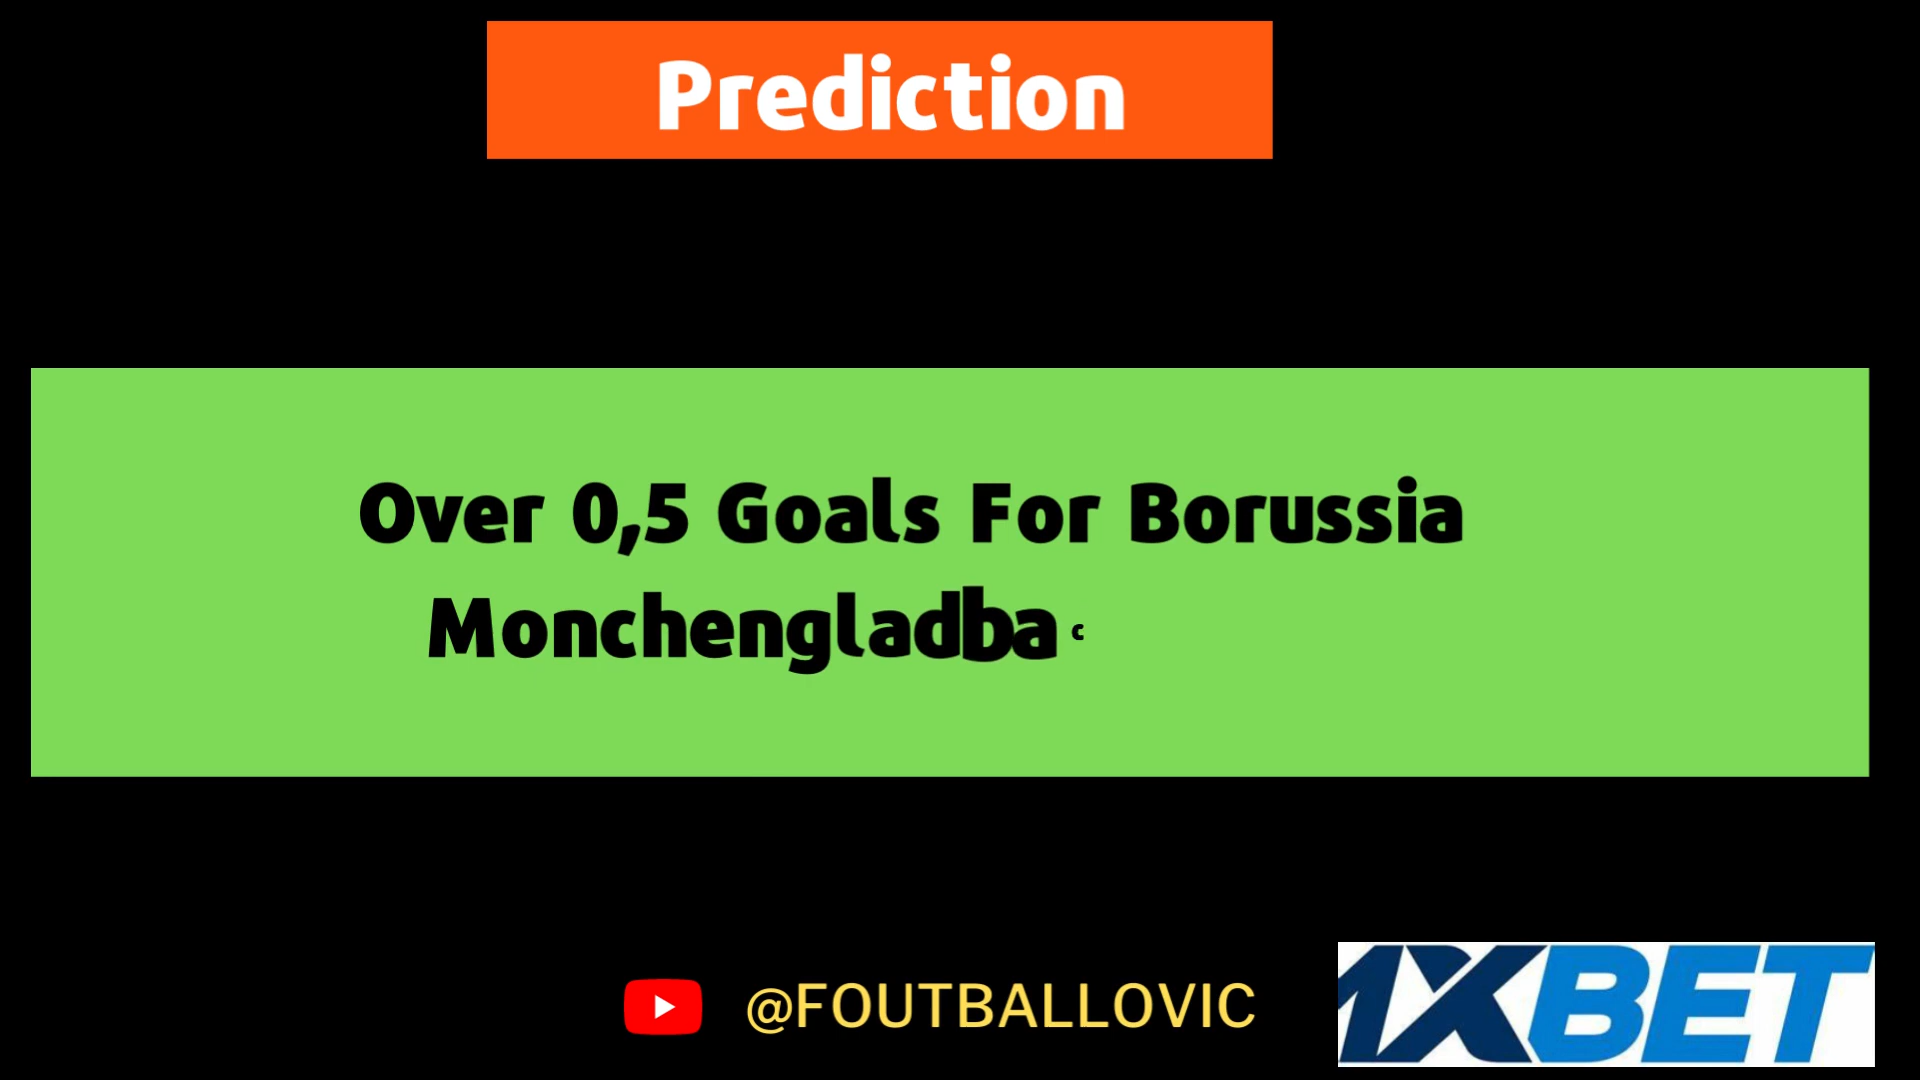 Prediction
Over 0,5 Goals For Borussia
Monchengladbac
@FOUTBALLOVIC
1XBET